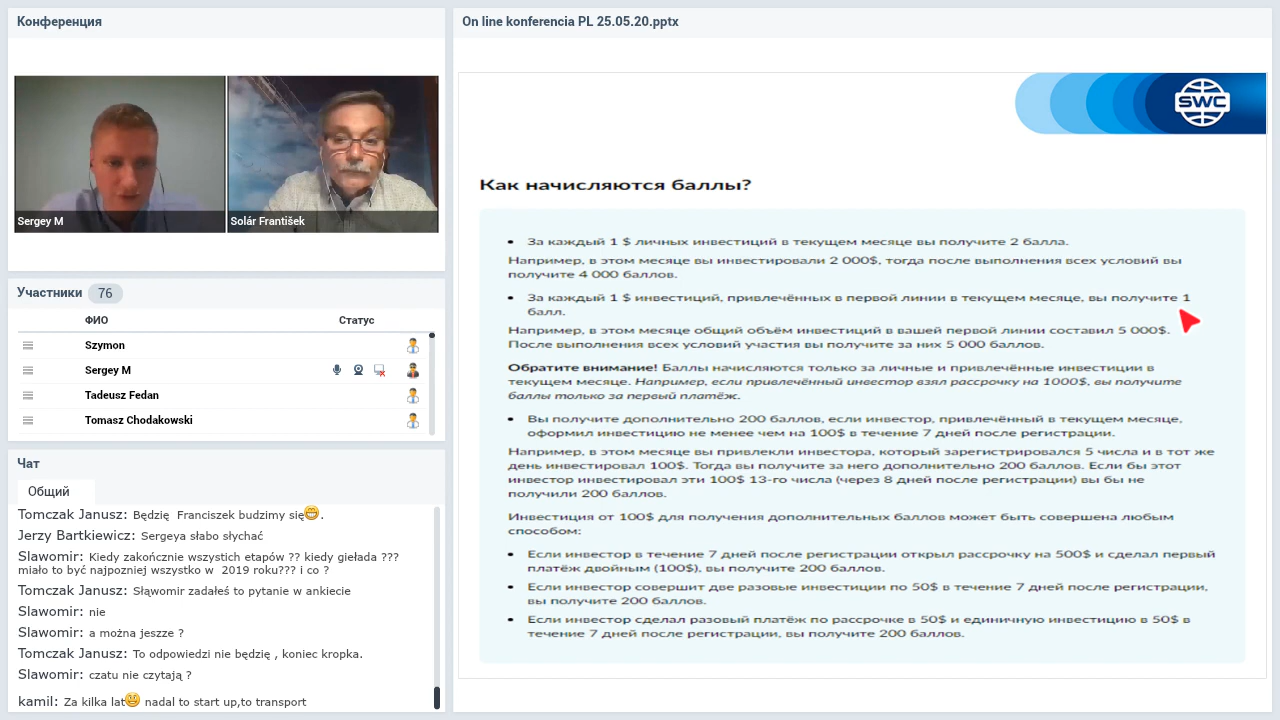 Конференция
Sergey M
Solár František
Участники 76
ФИО Статус
Szymon
Sergey M
Tadeusz Fedan
Tomasz Chodakowski
Чат
Общий
Tomczak Janusz: Będzię Franciszek budzimy się.
Jerzy Bartkiewicz: Sergeya słabo słychać
Slawomir: Kiedy zakończnie wszystich etapów ?? kiedy giełada ???
miało to być najpozniej wszystko w 2019 roku??? i co ?
Tomczak Janusz: Słąwomir zadałeś to pytanie w ankiecie
Slawomir: nie
Slawomir: a można jeszze ?
Tomczak Janusz: To odpowiedzi nie będzię , koniec kropka.
Slawomir: czatu nie czytają ?
kamil: Za kilka lat nadal to start up,to transport
On line konferencia PL 25.05.20.pptx
SWC
Как начисляются баллы?
• За каждый 1 $ личных инвестиций в текущем месяце вы получите 2 балла.
Например, в этом месяце вы инвестировали 2 000$, тогда после выполнения всех условий вы
получите 4 000 баллов.
• За каждый 1 $ инвестиций, привлечённых в первой линии в текущем месяце, вы получите 1
балл.
Например, в этом месяце общий объём инвестиций в вашей первой линии составил 5 000$.
После выполнения всех условий участия вы получите за них 5 000 баллов.
Обратите внимание! Баллы начисляются только за личные и привлечённые инвестиции в
текущем месяце. Например, если привлечённый инвестор взял рассрочку на 1000$, вы получите
баллы только за первый платёж.
• Вы получите дополнительно 200 баллов, если инвестор, привлечённый в текущем месяце,
оформил инвестицию не менее чем на 100$ в течение 7 дней после регистрации.
Например, в этом месяце вы привлекли инвестора, который зарегистрировался 5 числа и в тот же
день инвестировал 100$. Тогда вы получите за него дополнительно 200 баллов. Если бы этот
инвестор инвестировал эти 100$ 13-го числа (через 8 дней после регистрации) вы бы не
получили 200 баллов.
Инвестиция от 100$ для получения дополнительных баллов может быть совершена любым
способом:
• Если инвестор в течение 7 дней после регистрации открыл рассрочку на 500$ и сделал первый
платёж двойным (100$), вы получите 200 баллов.
• Если инвестор совершит две разовые инвестиции по 50$ в течение 7 дней после регистрации,
вы получите 200 баллов.
• Если инвестор сделал разовый платёж по рассрочке в 50$ и единичную инвестицию в 50$ в
течение 7 дней после регистрации, вы получите 200 баллов.